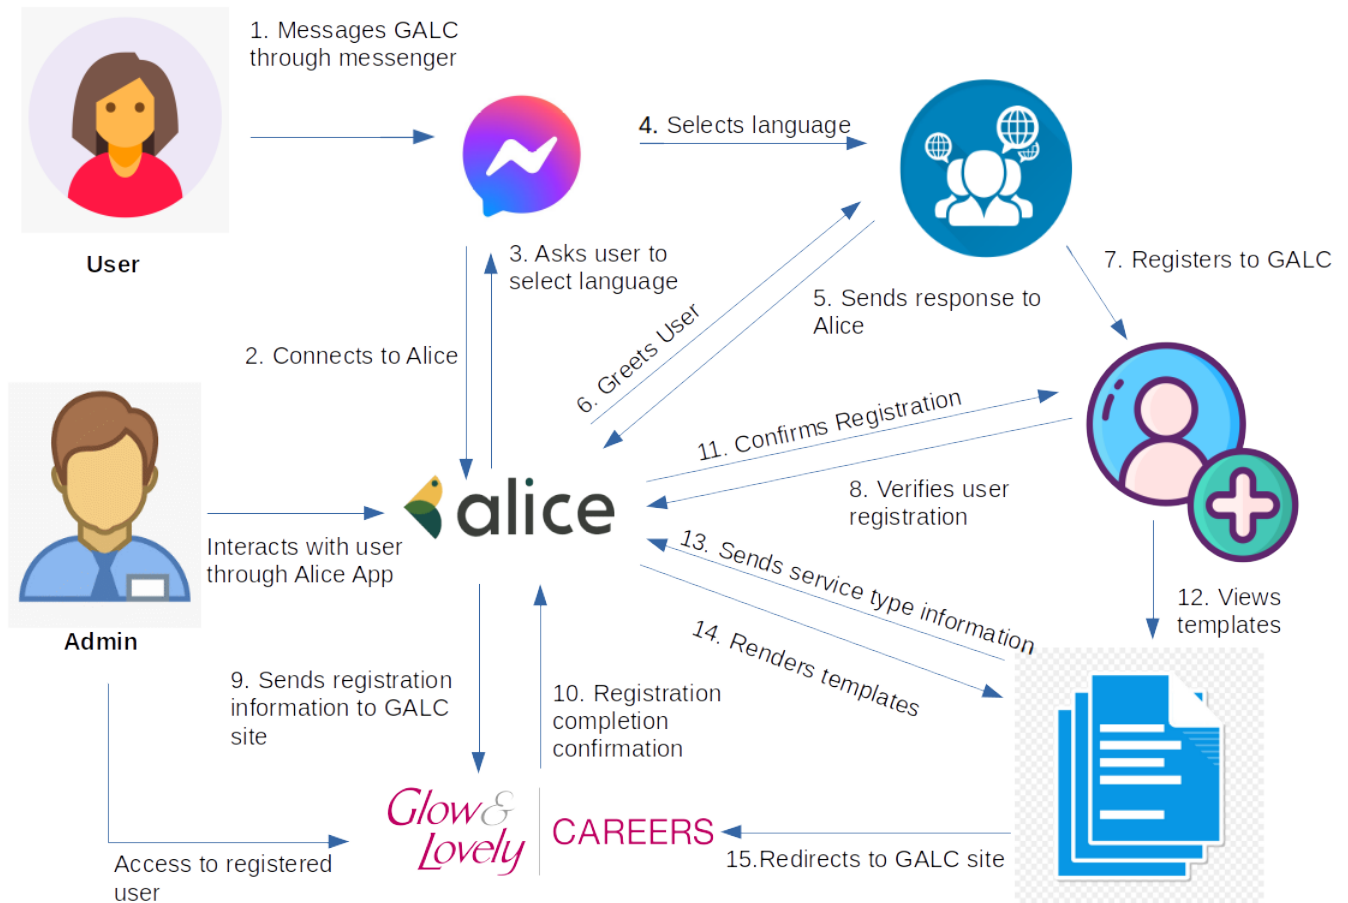 1. Messages GALC
through messenger
4. Selects language
User
3. Asks user to
select language
7. Registers to GALC
5. Sends response to
Alice
6. Greets User
2. Connects to Alice
11. Confirms Registration
8. Verifies user
registration
alice
Interacts with user
through Alice App
Admin
13. Sends service type information
12. Views
templates
14. Renders templates
9. Sends registration
information to GALC
site
10. Registration
completion
confirmation
Glow &
Lovely
CAREERS
15.Redirects to GALC site
Access to registered
user